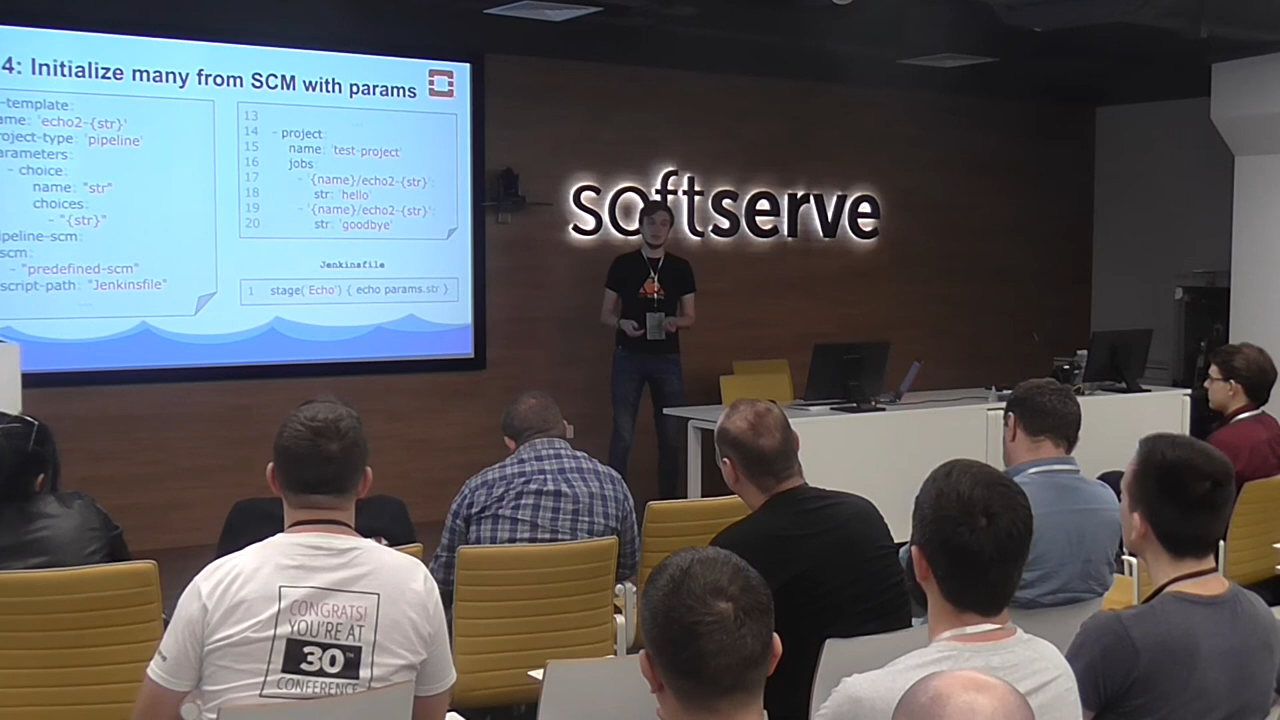 4: Initialize many from SCM with params
-template:
ame: 'echo2-{str}'
roject-type: 'pipeline'
arameters:
- choice:
name: "str"
choices:
- "{str}"
ipeline-scm:
scm:
- "predefined-scm"
script-path: "Jenkinsfile"
...
13
14 - project:
15 name: 'test-project'
16 jobs:
17 - '{name}/echo2-{str}':
18 str: 'hello'
19 - '{name}/echo2-{str}':
20 str: 'goodbye'
Jenkinsfile
1 stage('Echo') { echo params.str }
softserve
CONGRATS!
YOU'RE AT
30TH
CONFERENCE